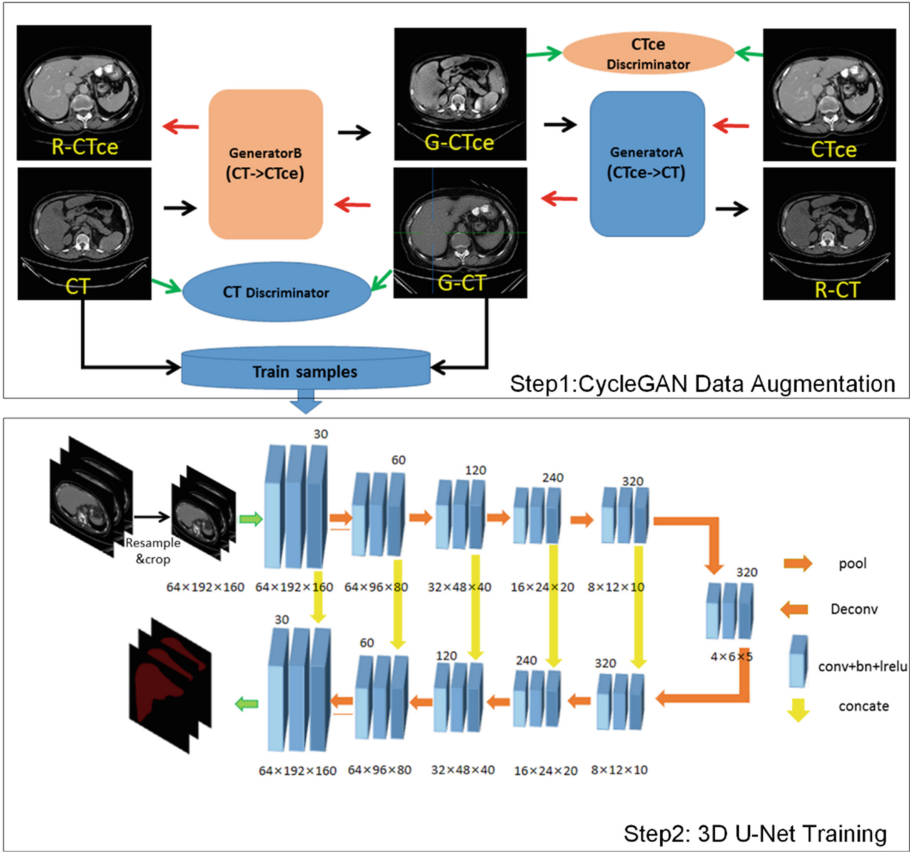 CTce
Discriminator
R-CTce
GeneratorB
(CT->CTce)
G-CTce
GeneratorA
(CTce->CT)
CTce
CT
CT Discriminator
G-CT
R-CT
Train samples
Step1:CycleGAN Data Augmentation
30
60
120
240
320
Resample
&crop
64×192×160
64×192×160
64×96×80
32×48×40
16×24×20
8×12×10
320
4×6×5
pool
Deconv
conv+bn+lrelu
concate
30
60
120
240
320
64×192×160
64×96×80
32×48×40
16×24×20
8×12×10
Step2: 3D U-Net Training